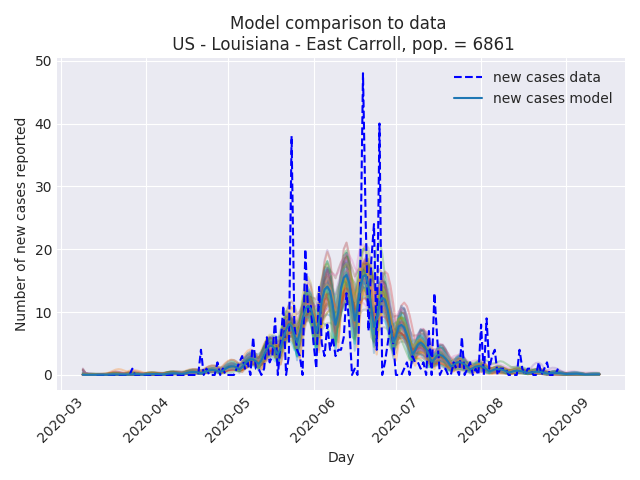 Model comparison to data
US - Louisiana - East Carroll, pop. = 6861
new cases data
new cases model
Number of new cases reported
50
40
30
20
10
0
2020-03
2020-04
2020-05
2020-06
2020-07
2020-08
2020-09
Day